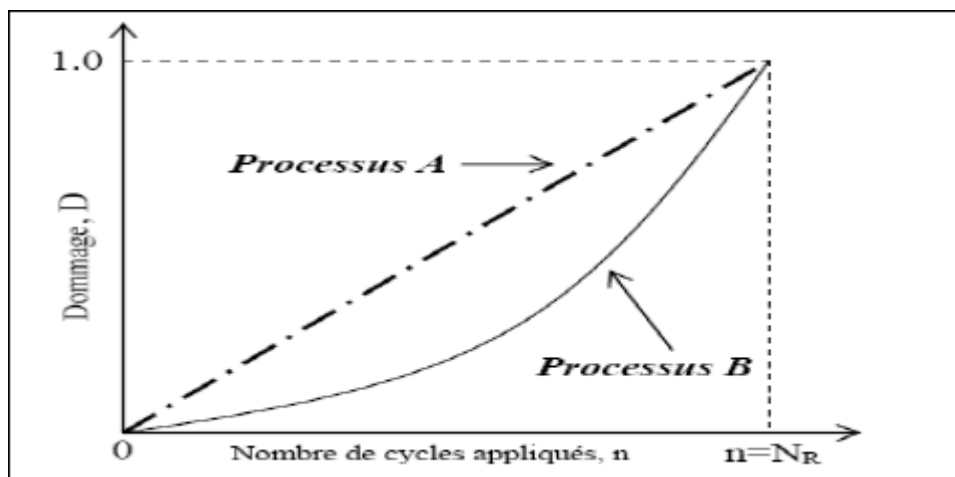 1.0
Processus A
Dommage, D
Processus B
0
Nombre de cycles appliqués, n
n=NR